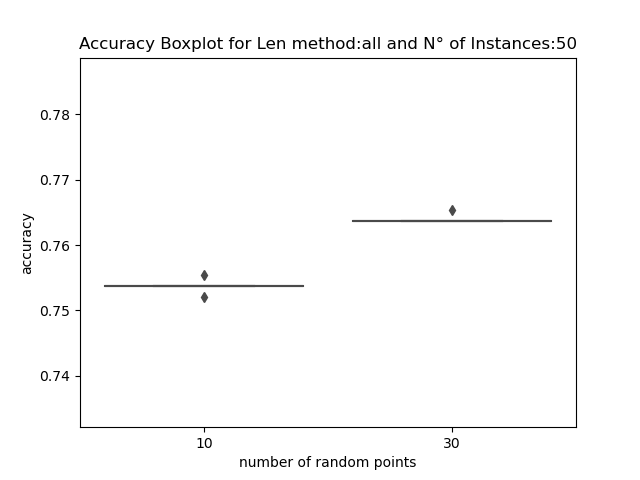 Accuracy Boxplot for Len method:all and N° of Instances:50
0.78
0.77
0.76
0.75
0.74
accuracy
10 30
number of random points